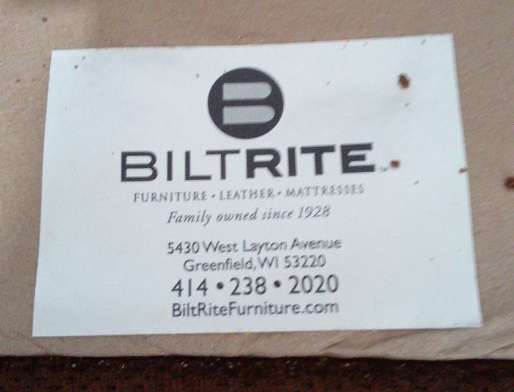 B
BILTRITE SM
FURNITURE • LEATHER • MATTRESSES
Family owned since 1928
5430 West Layton Avenue
Greenfield, WI 53220
414 • 238 • 2020
BiltRiteFurniture.com